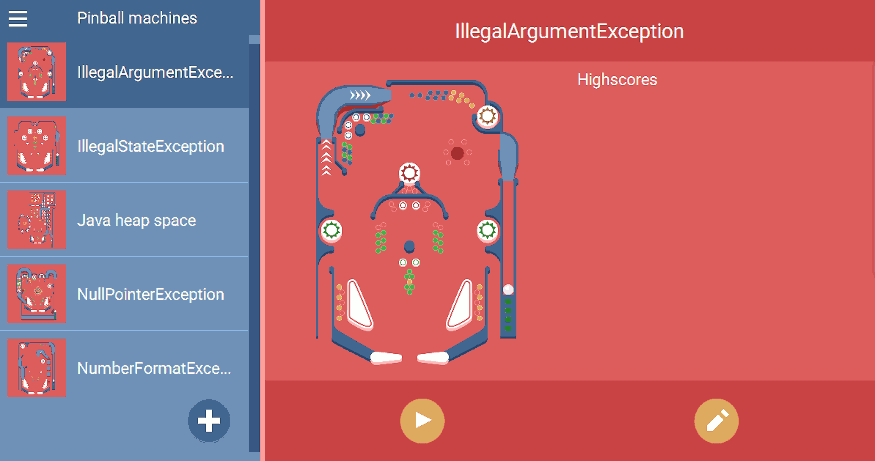 Pinball machines
IllegalArgumentExce...
IllegalStateException
Java heap space
NullPointerException
NumberFormatExce...
IllegalArgumentException
Highscores